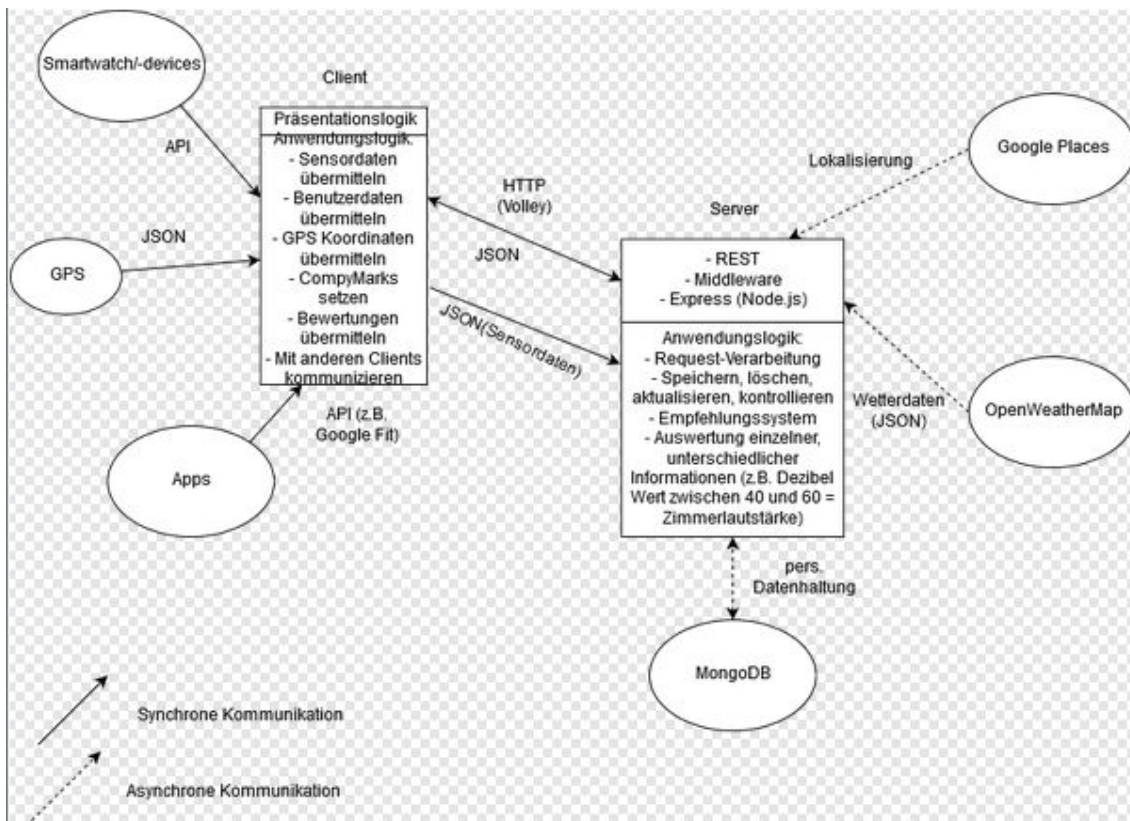 Smartwatch/-devices
Client
Präsentationslogik
Anwendungslogik:
- Sensordaten
übermitteln
- Benutzerdaten
übermitteln
- GPS Koordinaten
übermitteln
- CompyMarks
setzen
- Bewertungen
übermitteln
- Mit anderen Clients
kommunizieren
API
JSON
GPS
API (z.B.
Google Fit)
Apps
HTTP
(Volley)
JSON
JSON(Sensordaten)
Server
- REST
- Middleware
- Express (Node.js)
Anwendungslogik:
- Request-Verarbeitung
- Speichern, löschen,
aktualisieren, kontrollieren
- Empfehlungssystem
- Auswertung einzelner,
unterschiedlicher
Informationen (z.B. Dezibel
Wert zwischen 40 und 60 =
Zimmerlautstärke)
Lokalisierung
Google Places
Wetterdaten
(JSON)
OpenWeatherMap
pers.
Datenhaltung
MongoDB
Synchrone Kommunikation
Asynchrone Kommunikation